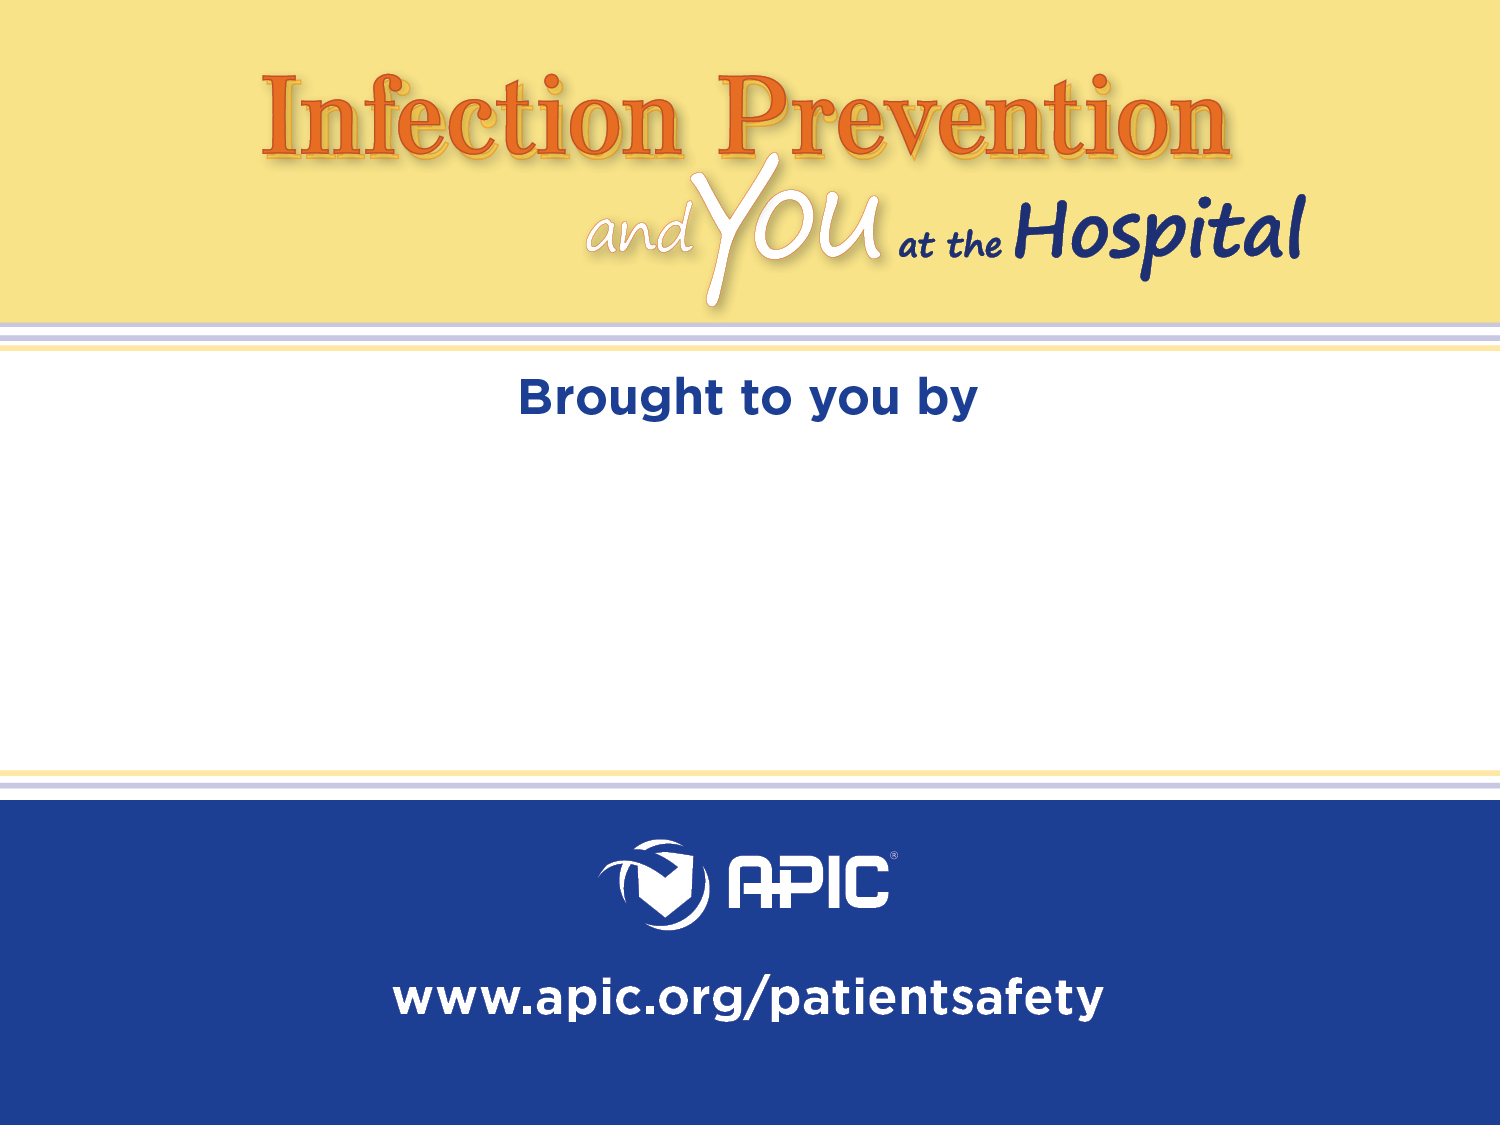 Infection Prevention
and You at the Hospital
Brought to you by
APIC®
www.apic.org/patientsafety